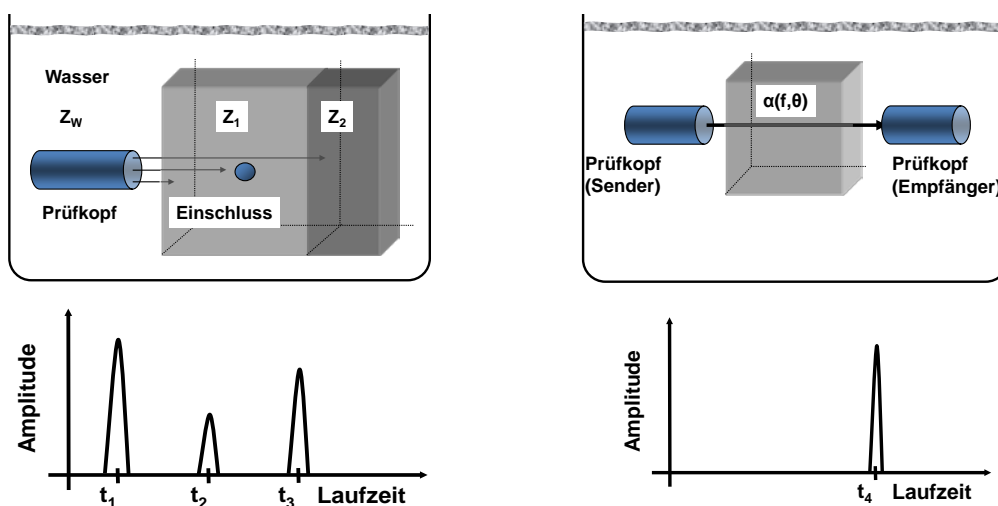 Wasser
Z_W
Z_1
Z_2
Prüfkopf
Einschluss
Amplitude
t_1
t_2
t_3
Laufzeit
α(f,θ)
Prüfkopf
(Sender)
Prüfkopf
(Empfänger)
Amplitude
t_4
Laufzeit